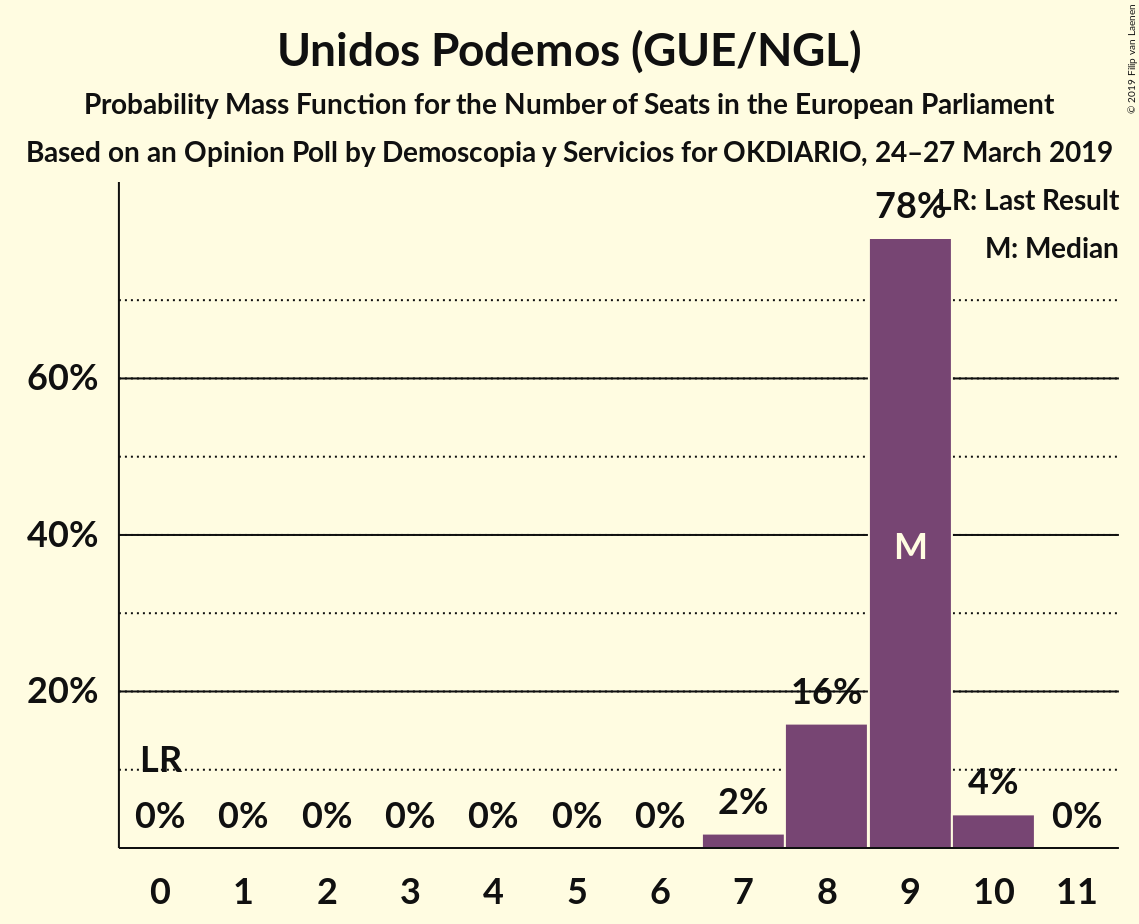 Unidos Podemos (GUE/NGL)
Probability Mass Function for the Number of Seats in the European Parliament
Based on an Opinion Poll by Demoscopia y Servicios for OKDIARIO, 24–27 March 2019
© 2019 Filip van Laenen
LR: Last Result
M: Median
78%
60%
40%
M
20%
16%
LR
0% 0% 0% 0% 0% 0% 0% 2% 4% 0%
0 1 2 3 4 5 6 7 8 9 10 11